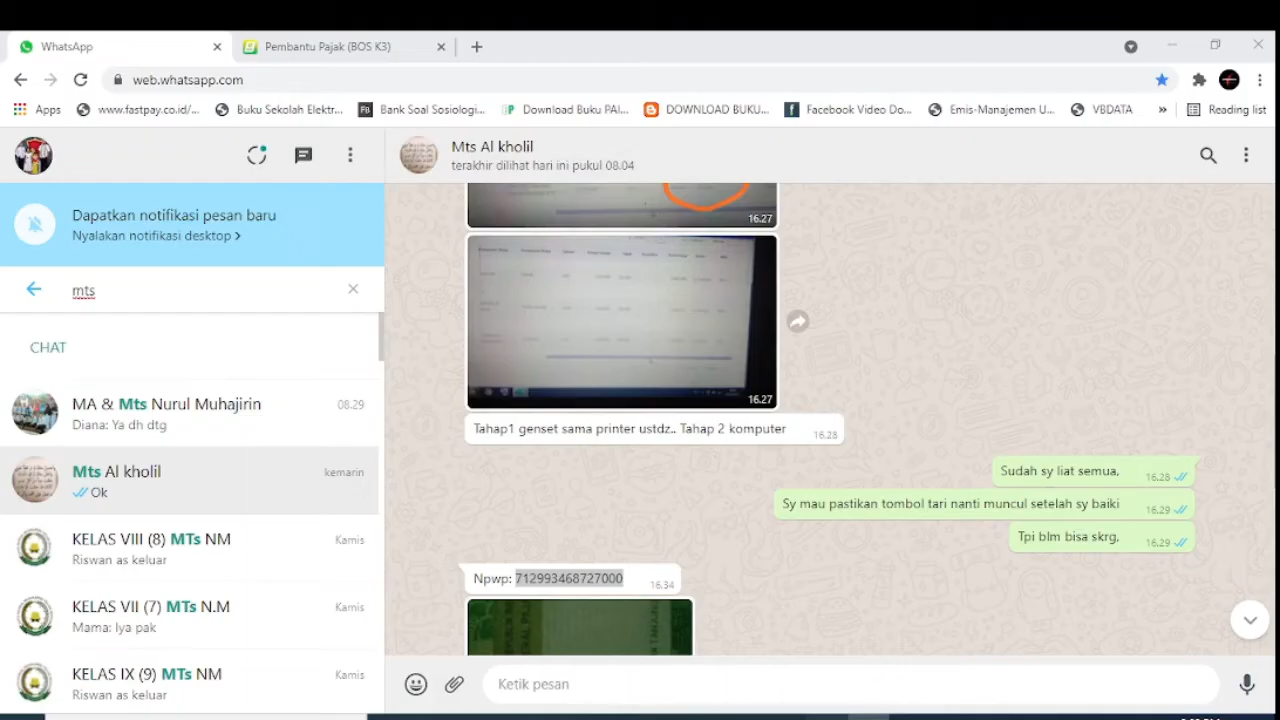 WhatsApp
Pembantu Pajak (BOS K3)
web.whatsapp.com
Apps
www.fastpay.co.id/...
Buku Sekolah Elektr...
Bank Soal Sosiologi...
Download Buku PAI...
DOWNLOAD BUKU...
Facebook Video Do...
Emis-Manajemen U...
VBDATA
»
Reading list
Mts Al kholil
terakhir dilihat hari ini pukul 08.04
Dapatkan notifikasi pesan baru
Nyalakan notifikasi desktop >
mts
CHAT
MA & Mts Nurul Muhajirin
08.29
Diana: Ya dh dtg
Mts Al kholil
kemarin
Ok
KELAS VIII (8) MTs NM
Kamis
Riswan as keluar
KELAS VII (7) MTs N.M
Kamis
Mama: Iya pak
KELAS IX (9) MTs NM
Kamis
Riswan as keluar
16.27
16.27
Tahap1 genset sama printer ustdz.. Tahap 2 komputer
16.28
Sudah sy liat semua,
16.28
Sy mau pastikan tombol tari nanti muncul setelah sy baiki
16.29
Tpi blm bisa skrg,
16.29
Npwp: 712993468727000
16.34
Ketik pesan